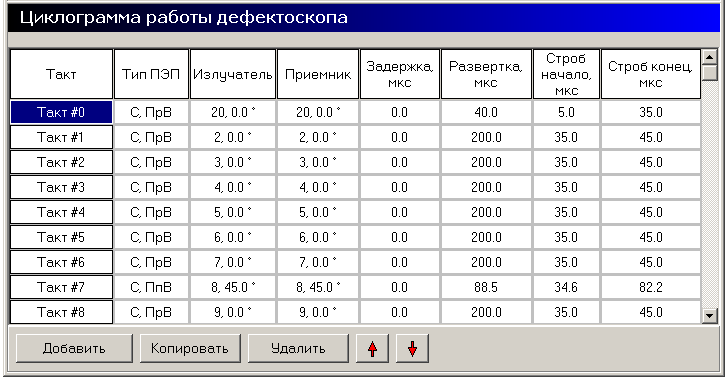 Циклограмма работы дефектоскопа
Такт Тип ПЭП Излучатель Приемник Задержка, мкс Развертка, мкс Строб начало, мкс Строб конец, мкс
Такт #0 С, ПрВ 20, 0.0 ° 20, 0.0 ° 0.0 40.0 5.0 35.0
Такт #1 С, ПрВ 2, 0.0 ° 2, 0.0 ° 0.0 200.0 35.0 45.0
Такт #2 С, ПрВ 3, 0.0 ° 3, 0.0 ° 0.0 200.0 35.0 45.0
Такт #3 С, ПрВ 4, 0.0 ° 4, 0.0 ° 0.0 200.0 35.0 45.0
Такт #4 С, ПрВ 5, 0.0 ° 5, 0.0 ° 0.0 200.0 35.0 45.0
Такт #5 С, ПрВ 6, 0.0 ° 6, 0.0 ° 0.0 200.0 35.0 45.0
Такт #6 С, ПрВ 7, 0.0 ° 7, 0.0 ° 0.0 200.0 35.0 45.0
Такт #7 С, ПпВ 8, 45.0 ° 8, 45.0 ° 0.0 88.5 34.6 82.2
Такт #8 С, ПрВ 9, 0.0 ° 9, 0.0 ° 0.0 200.0 35.0 45.0
Добавить Копировать Удалить